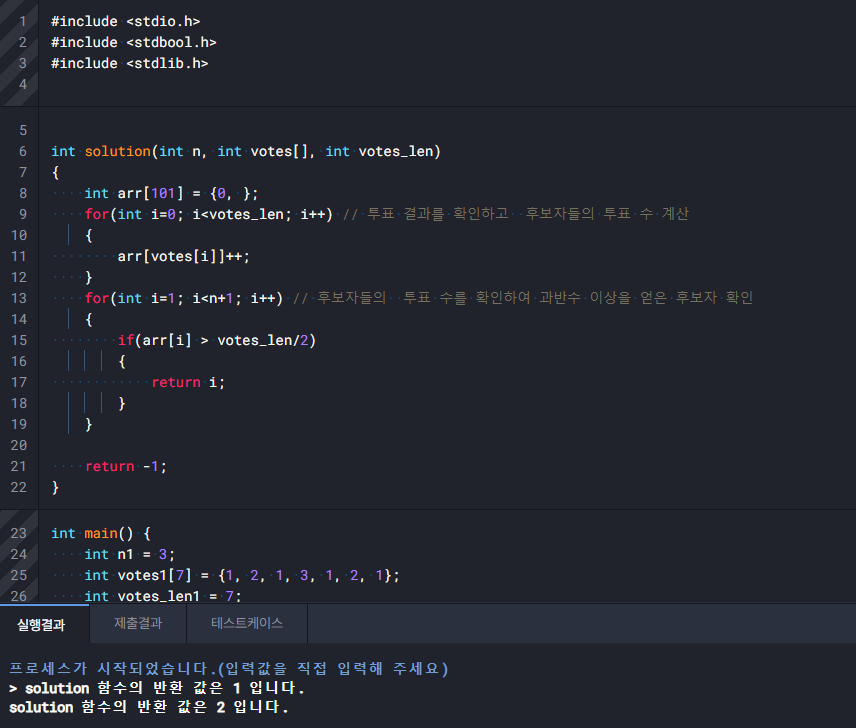 1 #include <stdio.h>
2 #include <stdbool.h>
3 #include <stdlib.h>
4
5
6 int solution(int n, int votes[], int votes_len)
7 {
8     int arr[101] = {0, };
9     for(int i=0; i<votes_len; i++) // 투표 결과를 확인하고  후보자들의 투표 수 계산
10     {
11         arr[votes[i]]++;
12     }
13     for(int i=1; i<n+1; i++) // 후보자들의  투표 수를 확인하여 과반수 이상을 얻은 후보자 확인
14     {
15         if(arr[i] > votes_len/2)
16         {
17             return i;
18         }
19     }
20
21     return -1;
22 }
23 int main() {
24     int n1 = 3;
25     int votes1[7] = {1, 2, 1, 3, 1, 2, 1};
26     int votes_len1 = 7;
실행결과 제출결과 테스트케이스
프로세스가 시작되었습니다.(입력값을 직접 입력해 주세요)
> solution 함수의 반환 값은 1 입니다.
solution 함수의 반환 값은 2 입니다.